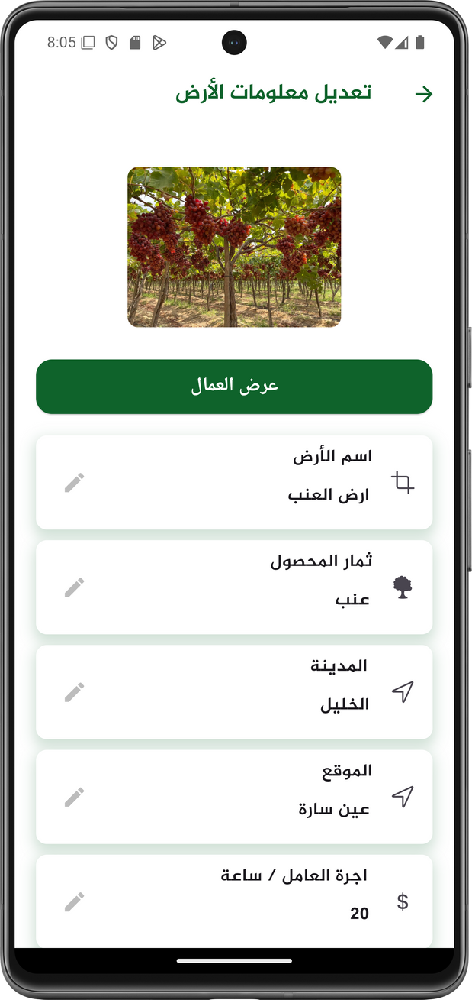 8:05
تعديل معلومات الأرض
عرض العمال
اسم الأرض
ارض العنب
ثمار المحصول
عنب
المدينة
الخليل
الموقع
عين سارة
اجرة العامل / ساعة
$
20